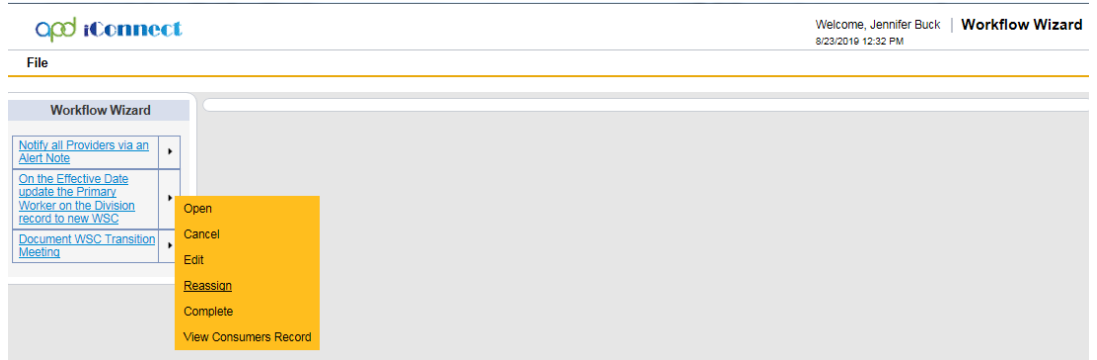 apd iConnect
Welcome, Jennifer Buck | Workflow Wizard
8/23/2019 12:32 PM
File
Workflow Wizard
Notify all Providers via an
Alert Note
On the Effective Date
update the Primary
Worker on the Division
record to new WSC
Document WSC Transition
Meeting
Open
Cancel
Edit
Reassign
Complete
View Consumers Record